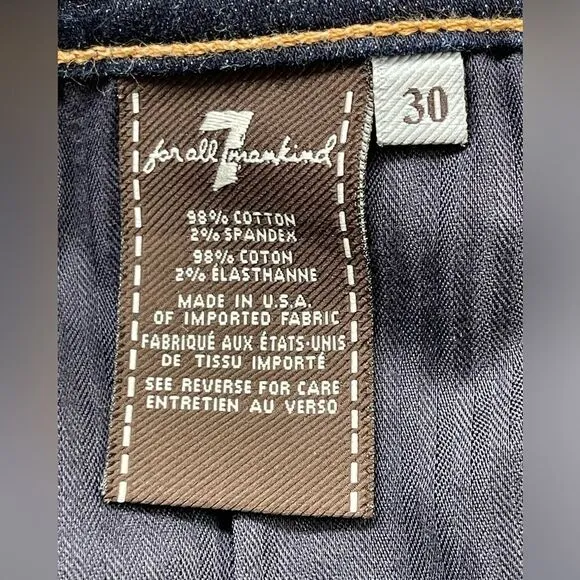 7
for all mankind
30
98% COTTON
2% SPANDEX
98% COTON
2% ÉLASTHANNE
MADE IN U.S.A.
OF IMPORTED FABRIC
FABRIQUÉ AUX ÉTATS-UNIS
DE TISSU IMPORTÉ
SEE REVERSE FOR CARE
ENTRETIEN AU VERSO